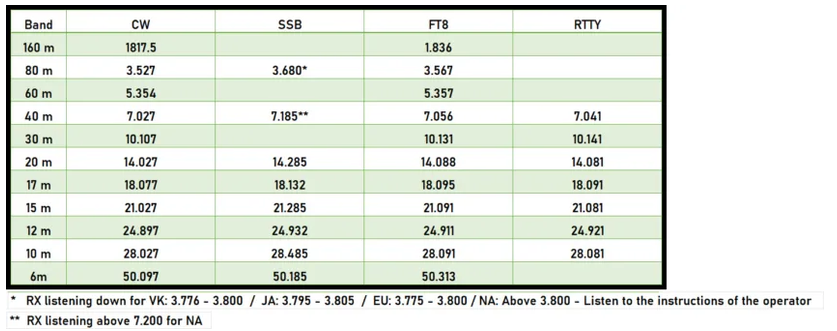 Band CW SSB FT8 RTTY
160 m 1817.5 1.836
80 m 3.527 3.680* 3.567
60 m 5.354 5.357
40 m 7.027 7.185** 7.056 7.041
30 m 10.107 10.131 10.141
20 m 14.027 14.285 14.088 14.081
17 m 18.077 18.132 18.095 18.091
15 m 21.027 21.285 21.091 21.081
12 m 24.897 24.932 24.911 24.921
10 m 28.027 28.485 28.091 28.081
6m 50.097 50.185 50.313
* RX listening down for VK: 3.776 - 3.800 / JA: 3.795 - 3.805 / EU: 3.775 - 3.800 / NA: Above 3.800 - Listen to the instructions of the operator
** RX listening above 7.200 for NA